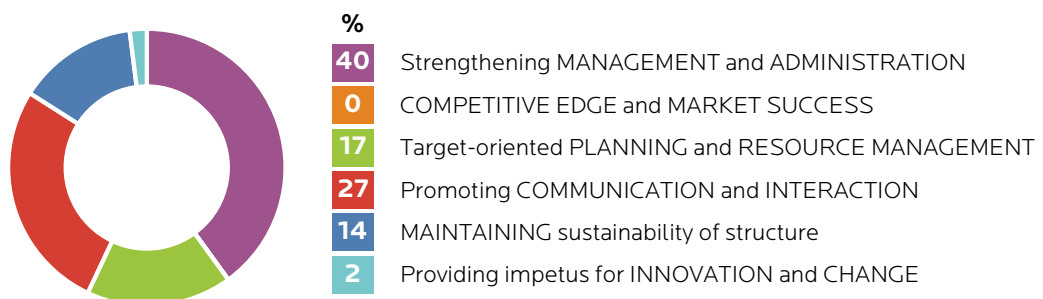 %
40 Strengthening MANAGEMENT and ADMINISTRATION
0 COMPETITIVE EDGE and MARKET SUCCESS
17 Target-oriented PLANNING and RESOURCE MANAGEMENT
27 Promoting COMMUNICATION and INTERACTION
14 MAINTAINING sustainability of structure
2 Providing impetus for INNOVATION and CHANGE